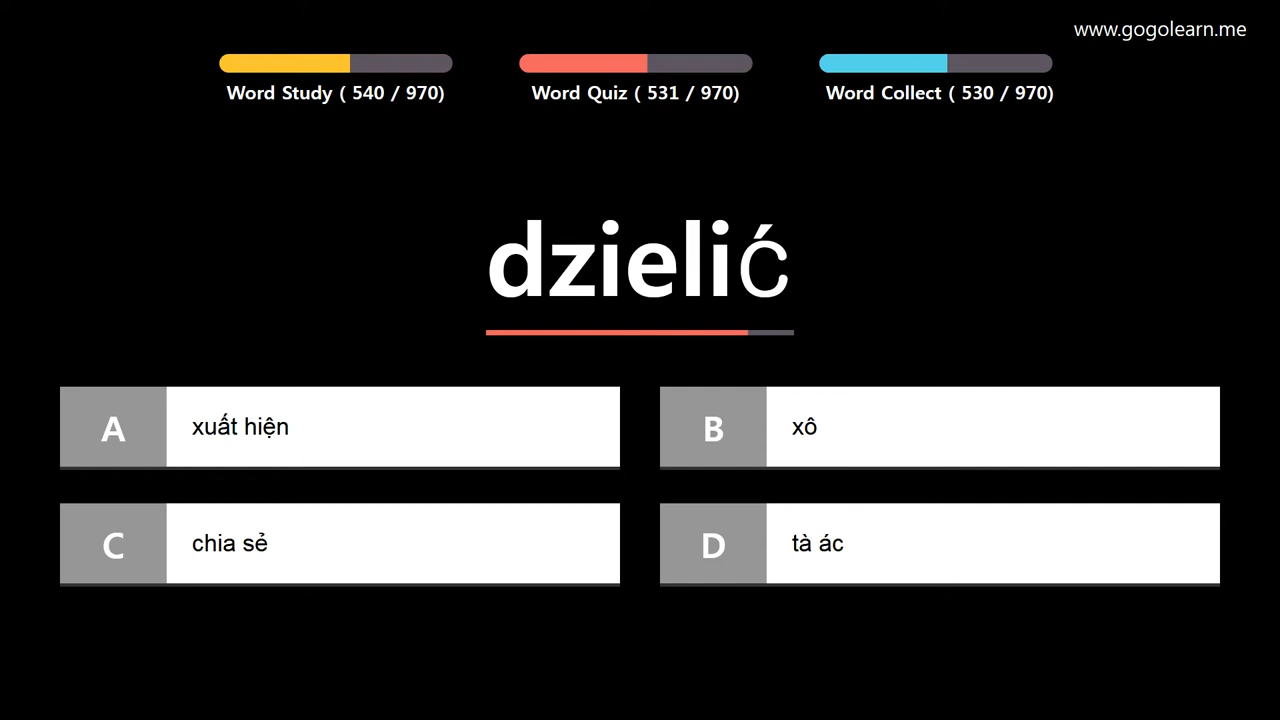 www.gogolearn.me
Word Study ( 540 / 970)
Word Quiz ( 531 / 970)
Word Collect ( 530 / 970)
dzielić
A xuất hiện
B xô
C chia sẻ
D tà ác